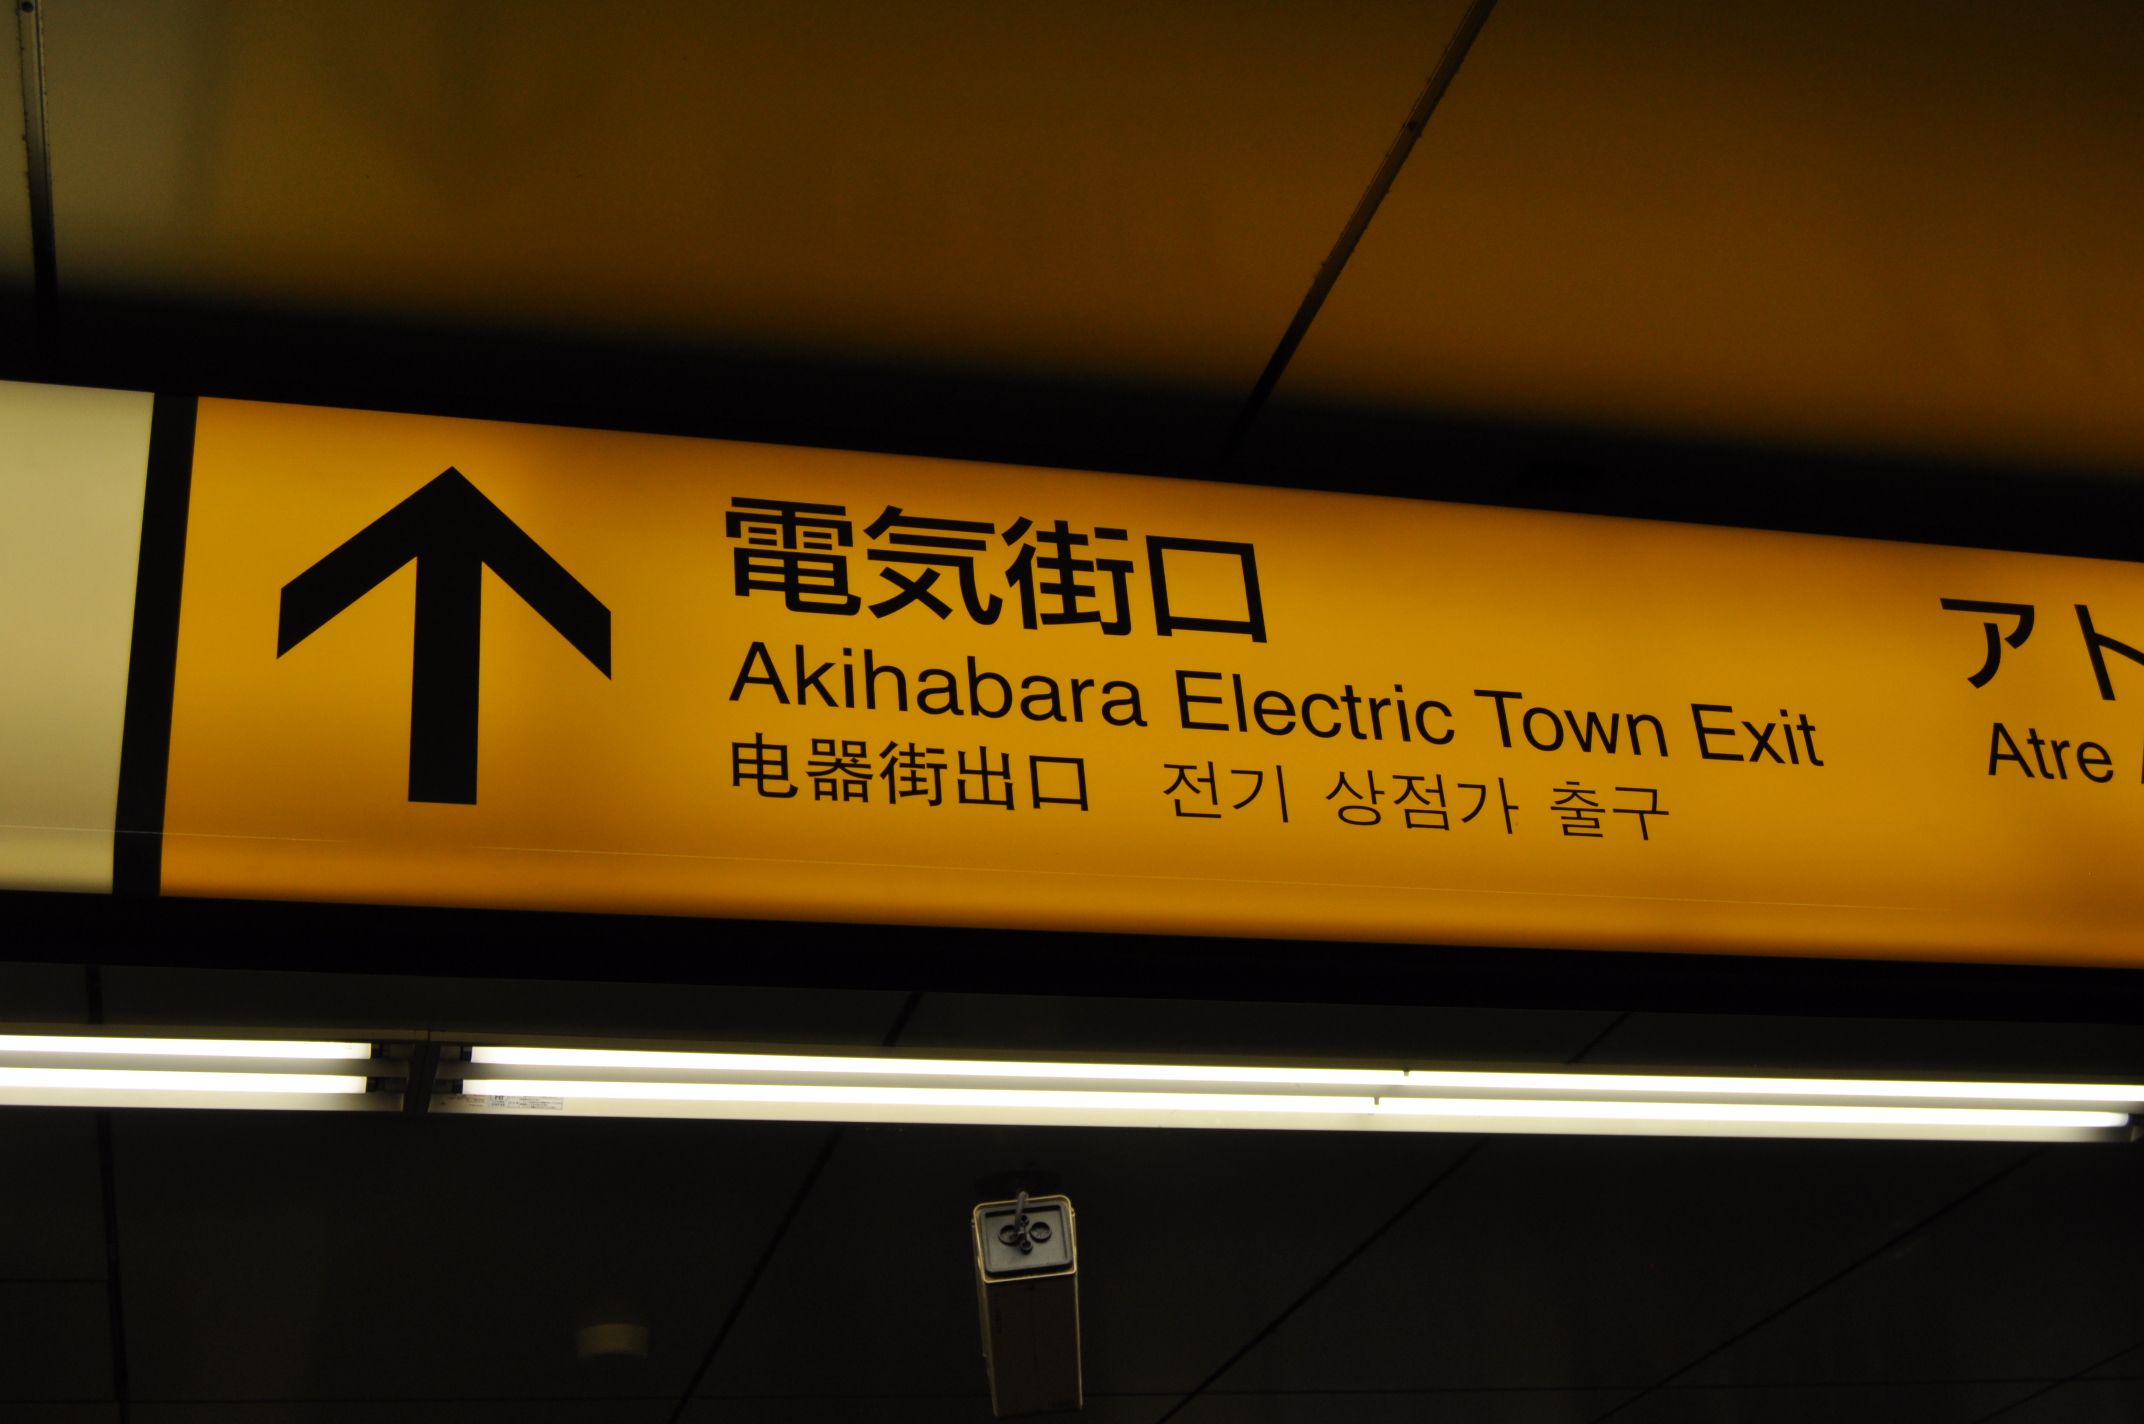 電気街口
Akihabara Electric Town Exit
电器街出口 전기 상점가 출구
アト
Atre